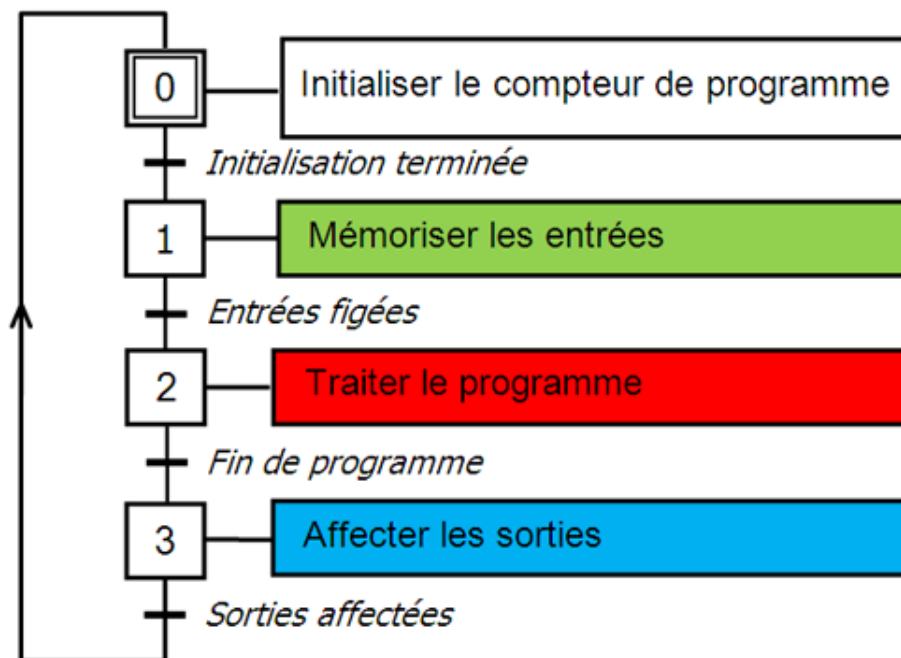 0
Initialiser le compteur de programme
Initialisation terminée
1
Mémoriser les entrées
Entrées figées
2
Traiter le programme
Fin de programme
3
Affecter les sorties
Sorties affectées